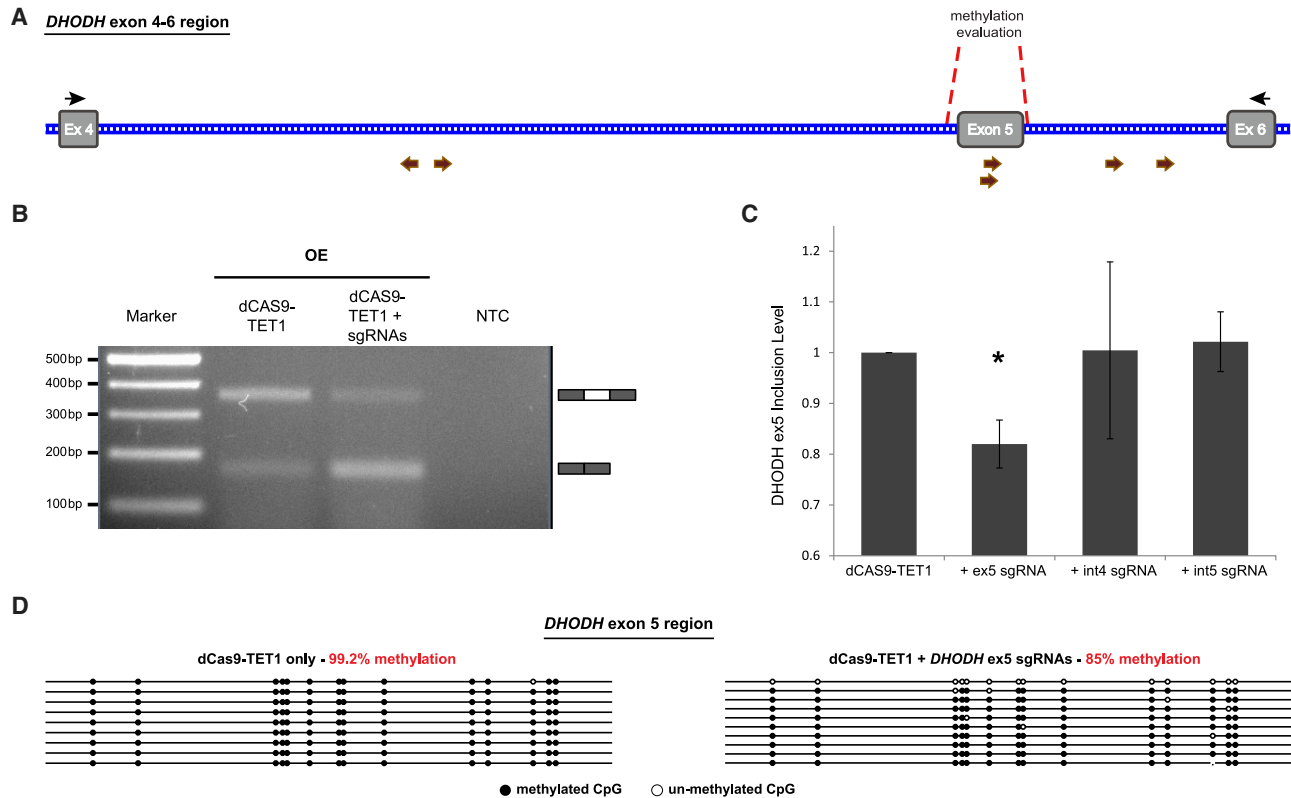 A
DHODH exon 4-6 region
methylation
evaluation
Ex 4
Exon 5
Ex 6
B
OE
Marker
dCAS9-
TET1
dCAS9-
TET1 +
sgRNAs
NTC
500bp
400bp
300bp
200bp
100bp
C
DHODH ex5 Inclusion Level
1.2
1.1
1
0.9
0.8
0.7
0.6
*
dCAS9-TET1
+ ex5 sgRNA
+ int4 sgRNA
+ int5 sgRNA
D
DHODH exon 5 region
dCas9-TET1 only - 99.2% methylation
dCas9-TET1 + DHODH ex5 sgRNAs - 85% methylation
methylated CpG
un-methylated CpG